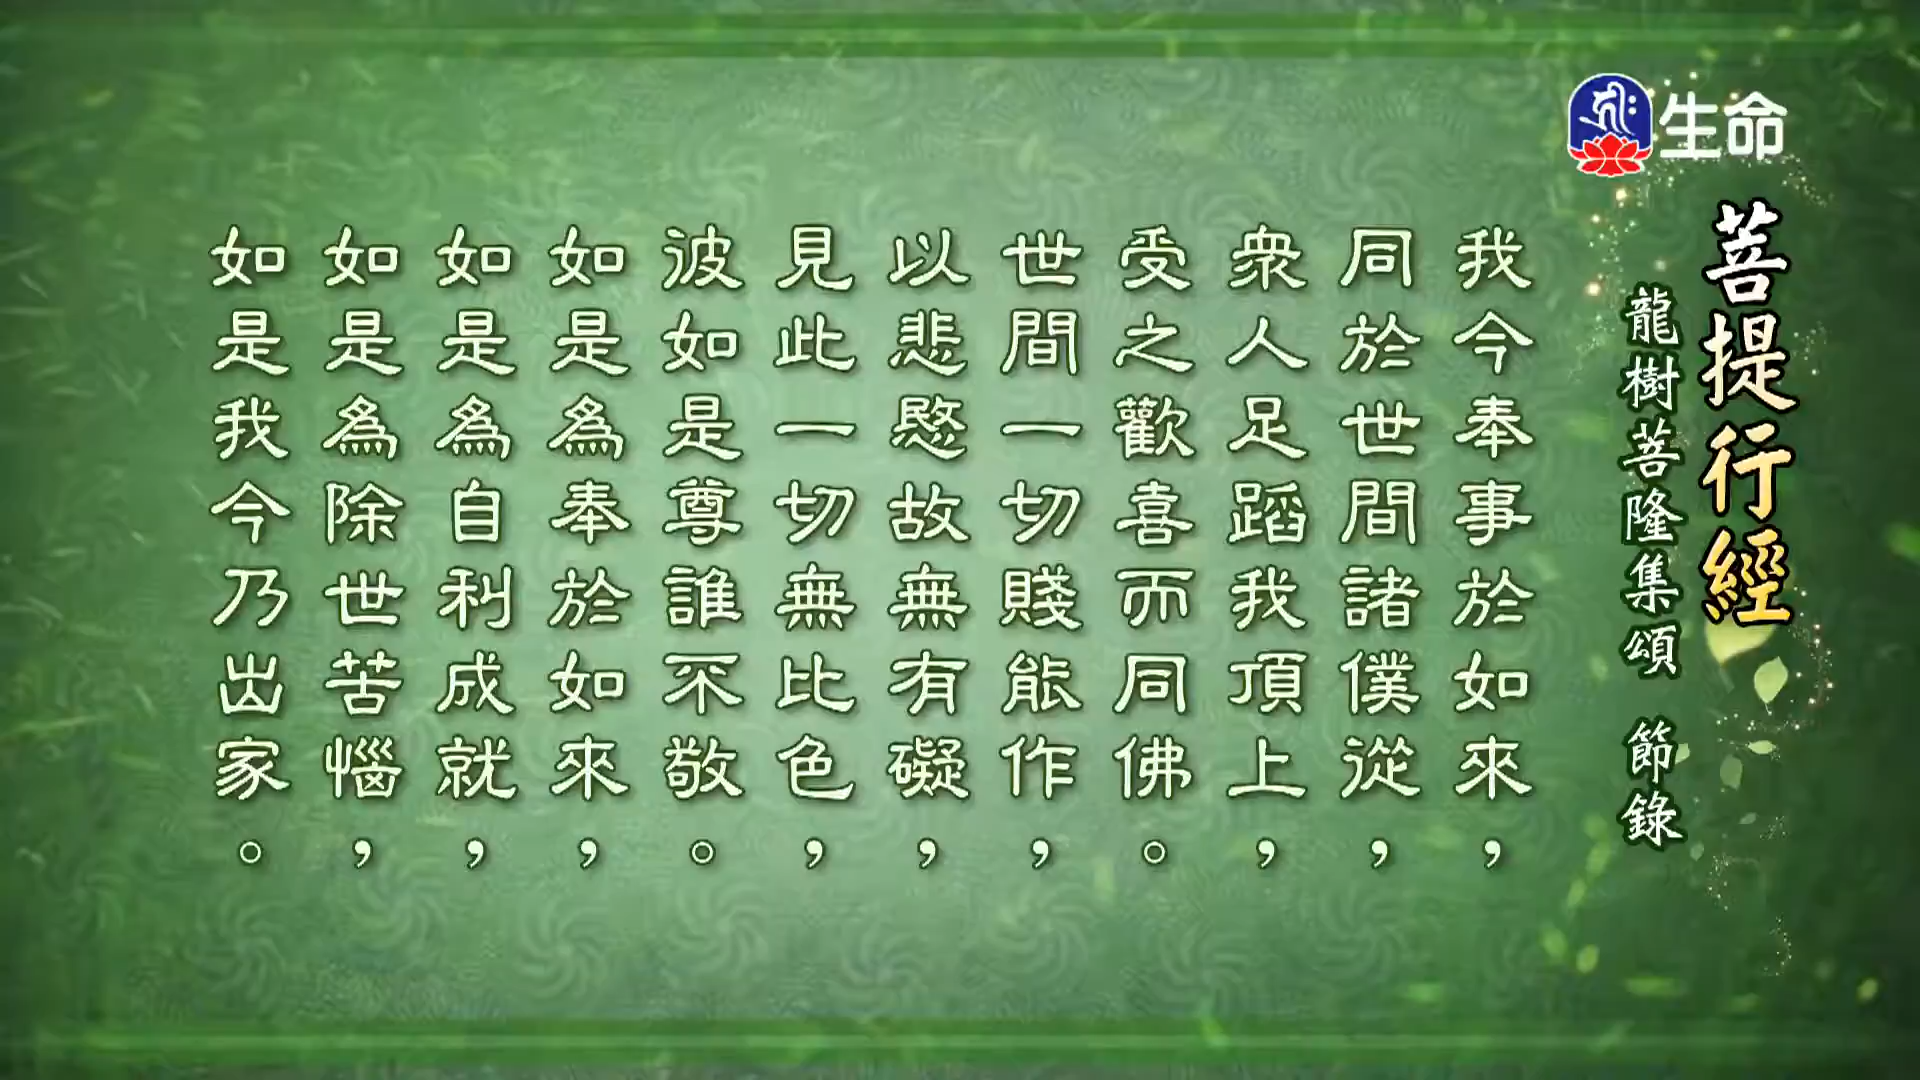 生命
菩提行經
龍樹菩隆集頌 節錄
我今奉事於如來，
同於世間諸僕從，
衆人足蹈我頂上，
受之歡喜而同佛。
世間一切賤能作，
以悲愍故無有礙，
見此一切無比色，
波如是尊誰不敬。
如是為奉於如來，
如是為自利成就，
如是為除世苦惱，
如是我今乃出家。